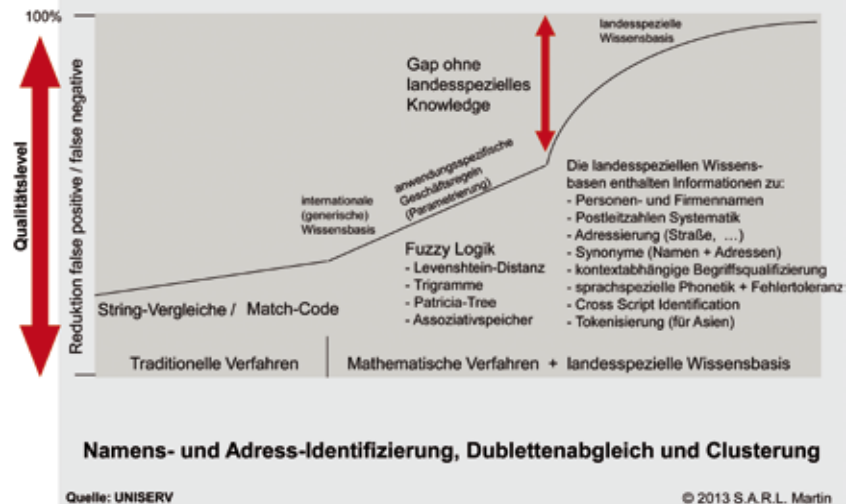 100%
Qualitätslevel
Reduktion false positive / false negative
landesspezielle
Wissensbasis
Gap ohne
landesspezielles
Knowledge
anwendungsspezifische
Geschäftsregeln
(Parametrierung)
internationale
(generische)
Wissensbasis
String-Vergleiche / Match-Code
Fuzzy Logik
- Levenshtein-Distanz
- Trigramme
- Patricia-Tree
- Assoziativspeicher
Die landesspeziellen Wissens-
basen enthalten Informationen zu:
- Personen- und Firmennamen
- Postleitzahlen Systematik
- Adressierung (Straße, …)
- Synonyme (Namen + Adressen)
- kontextabhängige Begriffsqualifizierung
- sprachspezielle Phonetik + Fehlertoleranz
- Cross Script Identification
- Tokenisierung (für Asien)
Traditionelle Verfahren
Mathematische Verfahren + landesspezielle Wissensbasis
Namens- und Adress-Identifizierung, Dublettenabgleich und Clusterung
Quelle: UNISERV
© 2013 S.A.R.L. Martin